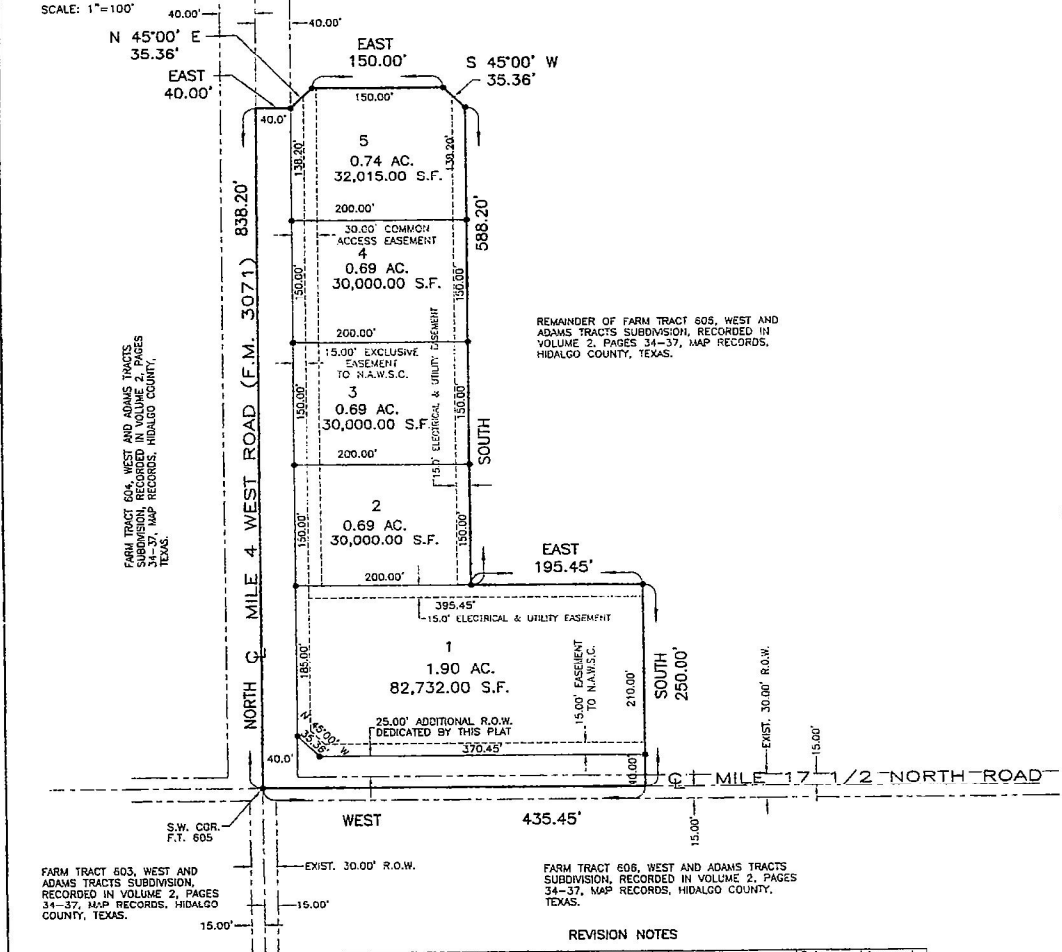 SCALE: 1"=100'
40.00'
40.00'
N 45°00' E
35.36'
EAST
40.00'
EAST
150.00'
S 45°00' W
35.36'
150.00'
40.0'
138.20'
138.20'
5
0.74 AC.
32,015.00 S.F.
838.20'
588.20'
200.00'
30.00' COMMON
ACCESS EASEMENT
4
0.69 AC.
30,000.00 S.F.
150.00'
150.00'
200.00'
15.00' EXCLUSIVE
EASEMENT
TO N.A.W.S.C.
3
0.69 AC.
30,000.00 S.F.
150.00'
150.00'
15.0' ELECTRICAL & UTILITY EASEMENT
REMAINDER OF FARM TRACT 605, WEST AND
ADAMS TRACTS SUBDIVISION, RECORDED IN
VOLUME 2, PAGES 34-37, MAP RECORDS,
HIDALGO COUNTY, TEXAS.
FARM TRACT 604, WEST AND ADAMS TRACTS
SUBDIVISION, RECORDED IN VOLUME 2, PAGES
34-37, MAP RECORDS, HIDALGO COUNTY,
TEXAS.
NORTH ℄ MILE 4 WEST ROAD (F.M. 3071)
200.00'
SOUTH
2
0.69 AC.
30,000.00 S.F.
150.00'
150.00'
200.00'
EAST
195.45'
395.45'
15.0' ELECTRICAL & UTILITY EASEMENT
1
1.90 AC.
82,732.00 S.F.
185.00'
15.00' EASEMENT
TO N.A.W.S.C.
210.00'
SOUTH
250.00'
25.00' ADDITIONAL R.O.W.
DEDICATED BY THIS PLAT
N 45°00' W
35.36'
370.45'
40.0'
40.00'
EXIST. 30.00' R.O.W.
15.00'
℄ MILE 17 1/2 NORTH ROAD
WEST
435.45'
15.00'
S.W. COR.
F.T. 605
EXIST. 30.00' R.O.W.
FARM TRACT 603, WEST AND
ADAMS TRACTS SUBDIVISION,
RECORDED IN VOLUME 2, PAGES
34-37, MAP RECORDS, HIDALGO
COUNTY, TEXAS.
15.00'
15.00'
FARM TRACT 606, WEST AND ADAMS TRACTS
SUBDIVISION, RECORDED IN VOLUME 2, PAGES
34-37, MAP RECORDS, HIDALGO COUNTY,
TEXAS.
REVISION NOTES